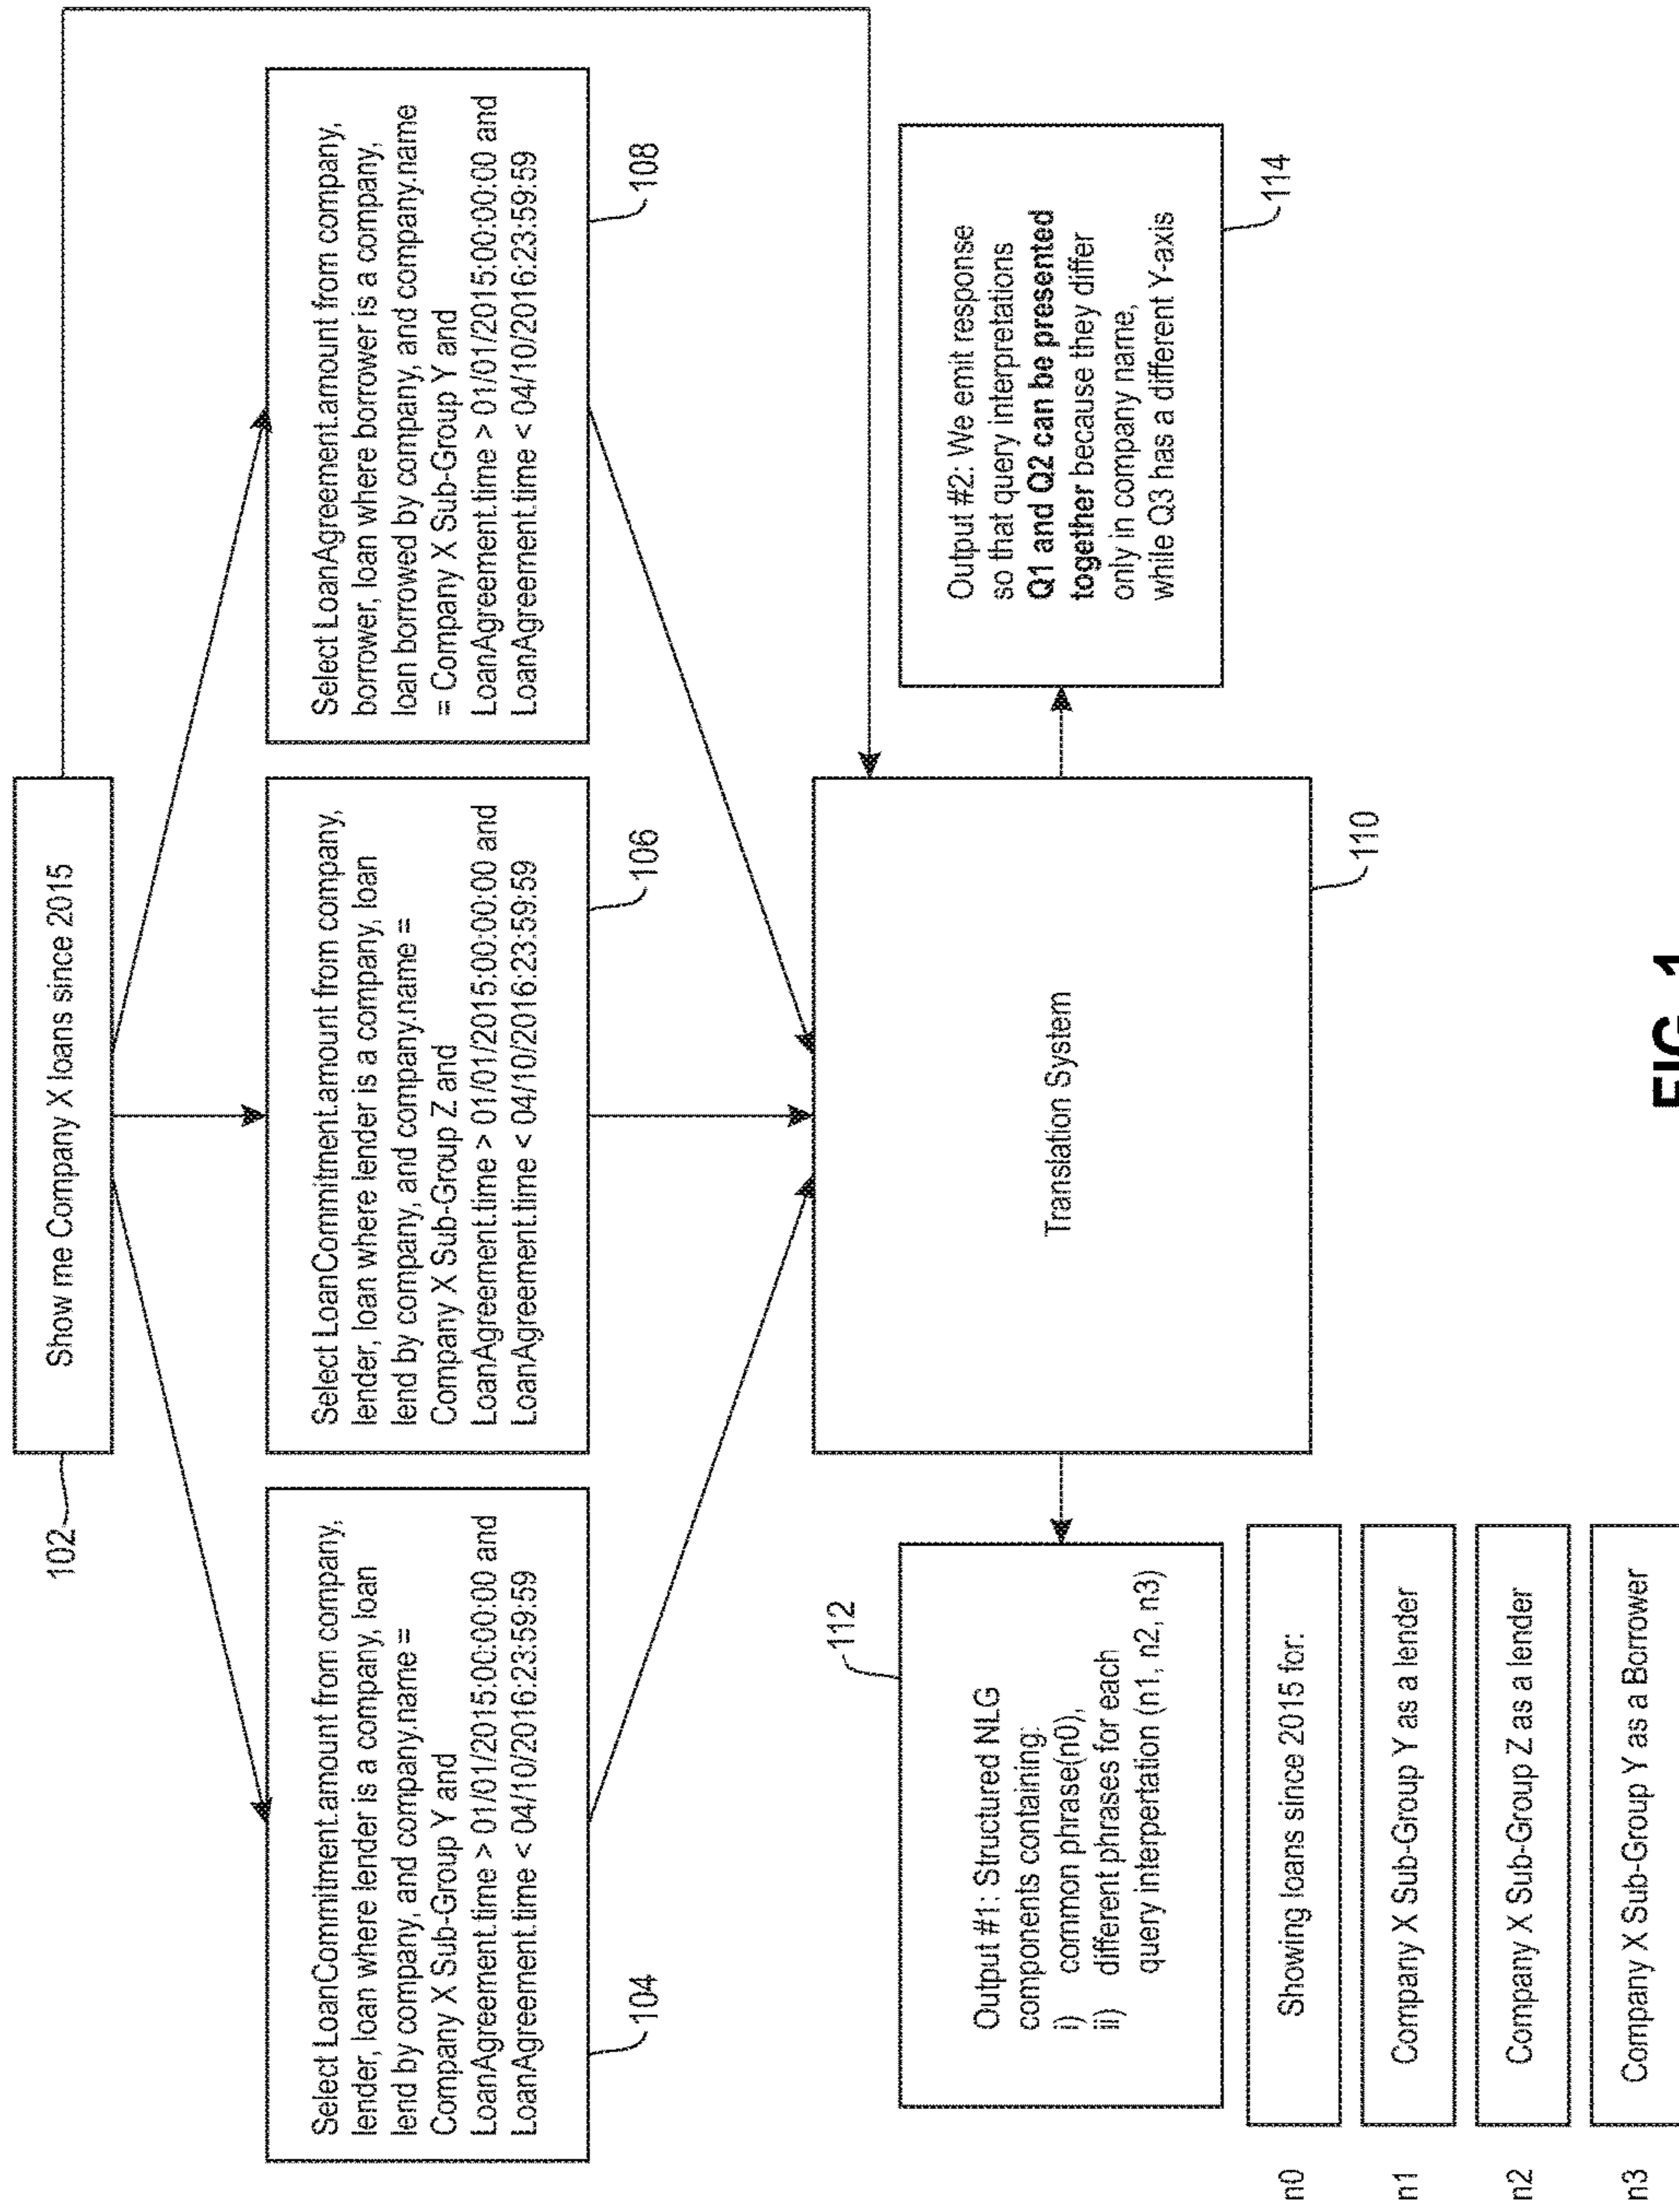 102
Show me Company X loans since 2015
Select LoanCommitment.amount from company,
lender, loan where lender is a company, loan
lend by company, and company.name =
Company X Sub-Group Y and
LoanAgreement.time > 01/01/2015:00:00:00 and
LoanAgreement.time < 04/10/2016:23:59:59
104
Select LoanCommitment.amount from company,
lender, loan where lender is a company, loan
lend by company, and company.name =
Company X Sub-Group Z and
LoanAgreement.time > 01/01/2015:00:00:00 and
LoanAgreement.time < 04/10/2016:23:59:59
106
Select LoanAgreement.amount from company,
borrower, loan where borrower is a company,
loan borrowed by company, and company.name
= Company X Sub-Group Y and
LoanAgreement.time > 01/01/2015:00:00:00 and
LoanAgreement.time < 04/10/2016:23:59:59
108
Translation System
110
112
Output #1: Structured NLG
components containing:
i) common phrase(n0),
ii) different phrases for each
query interpertation (n1, n2, n3)
Output #2: We emit response
so that query interpretations
Q1 and Q2 can be presented
together because they differ
only in company name,
while Q3 has a different Y-axis
114
n0 Showing loans since 2015 for:
n1 Company X Sub-Group Y as a lender
n2 Company X Sub-Group Z as a lender
n3 Company X Sub-Group Y as a Borrower
FIG. 1